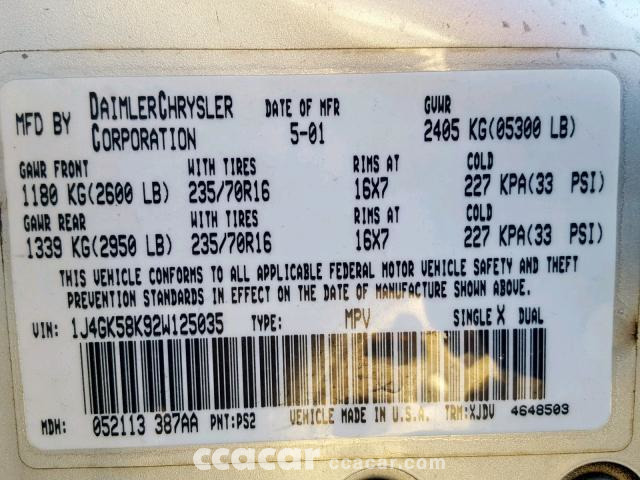 MFD BY DAIMLERCHRYSLER CORPORATION DATE OF MFR 5-01 GVWR 2405 KG(05300 LB)
GAWR FRONT WITH TIRES RIMS AT COLD
1180 KG(2600 LB) 235/70R16 16X7 227 KPA(33 PSI)
GAWR REAR WITH TIRES RIMS AT COLD
1339 KG(2950 LB) 235/70R16 16X7 227 KPA(33 PSI)
THIS VEHICLE CONFORMS TO ALL APPLICABLE FEDERAL MOTOR VEHICLE SAFETY AND THEFT
PREVENTION STANDARDS IN EFFECT ON THE DATE OF MANUFACTURE SHOWN ABOVE.
VIN: 1J4GK58K92W125035 TYPE: MPV SINGLE X DUAL
MDH: 052113 387AA PNT:PS2 VEHICLE MADE IN U.S.A. TRM:XJDV 4648503
ccacar ccacar.com